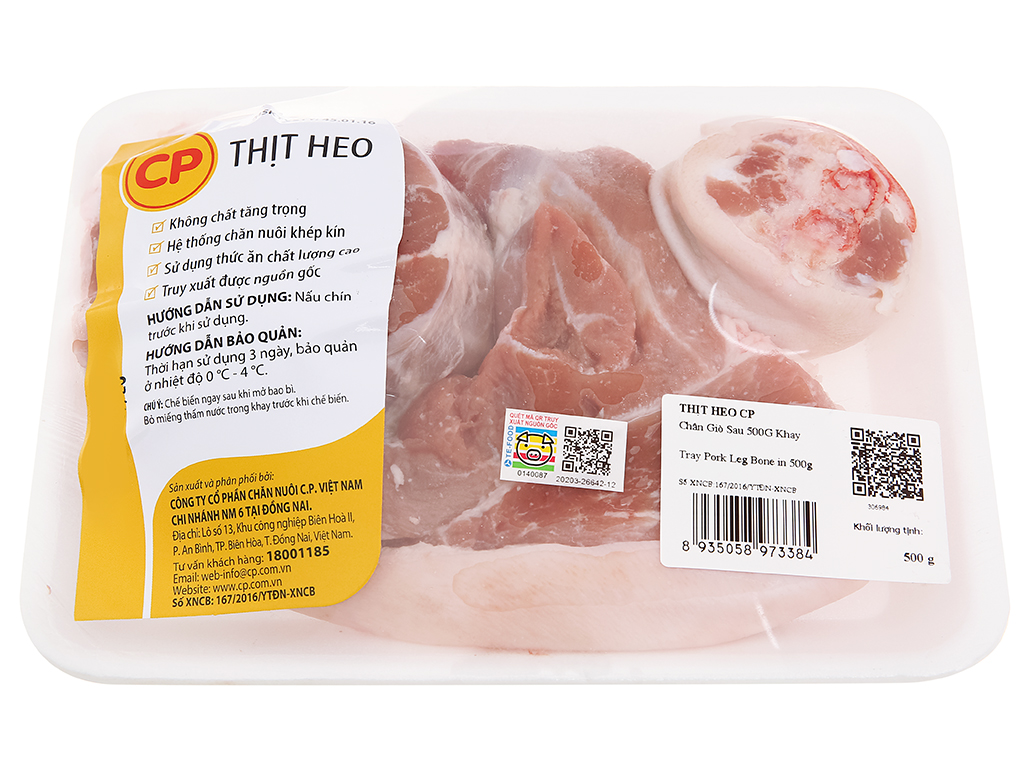 CP
THỊT HEO
Không chất tăng trọng
Hệ thống chăn nuôi khép kín
Sử dụng thức ăn chất lượng cao
Truy xuất được nguồn gốc
HƯỚNG DẪN SỬ DỤNG: Nấu chín
trước khi sử dụng.
HƯỚNG DẪN BẢO QUẢN:
Thời hạn sử dụng 3 ngày, bảo quản
ở nhiệt độ 0 °C - 4 °C.
CHÚ Ý: Chế biến ngay sau khi mở bao bì.
Bỏ miếng thấm nước trong khay trước khi chế biến.
Sản xuất và phân phối bởi:
CÔNG TY CỔ PHẦN CHĂN NUÔI C.P. VIỆT NAM
CHI NHÁNH NM 6 TẠI ĐỒNG NAI.
Địa chỉ: Lô số 13, Khu công nghiệp Biên Hoà II,
P. An Bình, TP. Biên Hòa, T. Đồng Nai, Việt Nam.
Tư vấn khách hàng: 18001185
Email: web-info@cp.com.vn
Website: www.cp.com.vn
Số XNCB: 167/2016/YTĐN-XNCB
QUÉT MÃ QR TRUY
XUẤT NGUỒN GỐC
TE-FOOD
0140087
20203-26642-12
THỊT HEO CP
Chân Giò Sau 500G Khay
Tray Pork Leg Bone in 500g
Số XNCB 167/2016/YTĐN-XNCB
8 935058 973384
306984
Khối lượng tịnh:
500 g